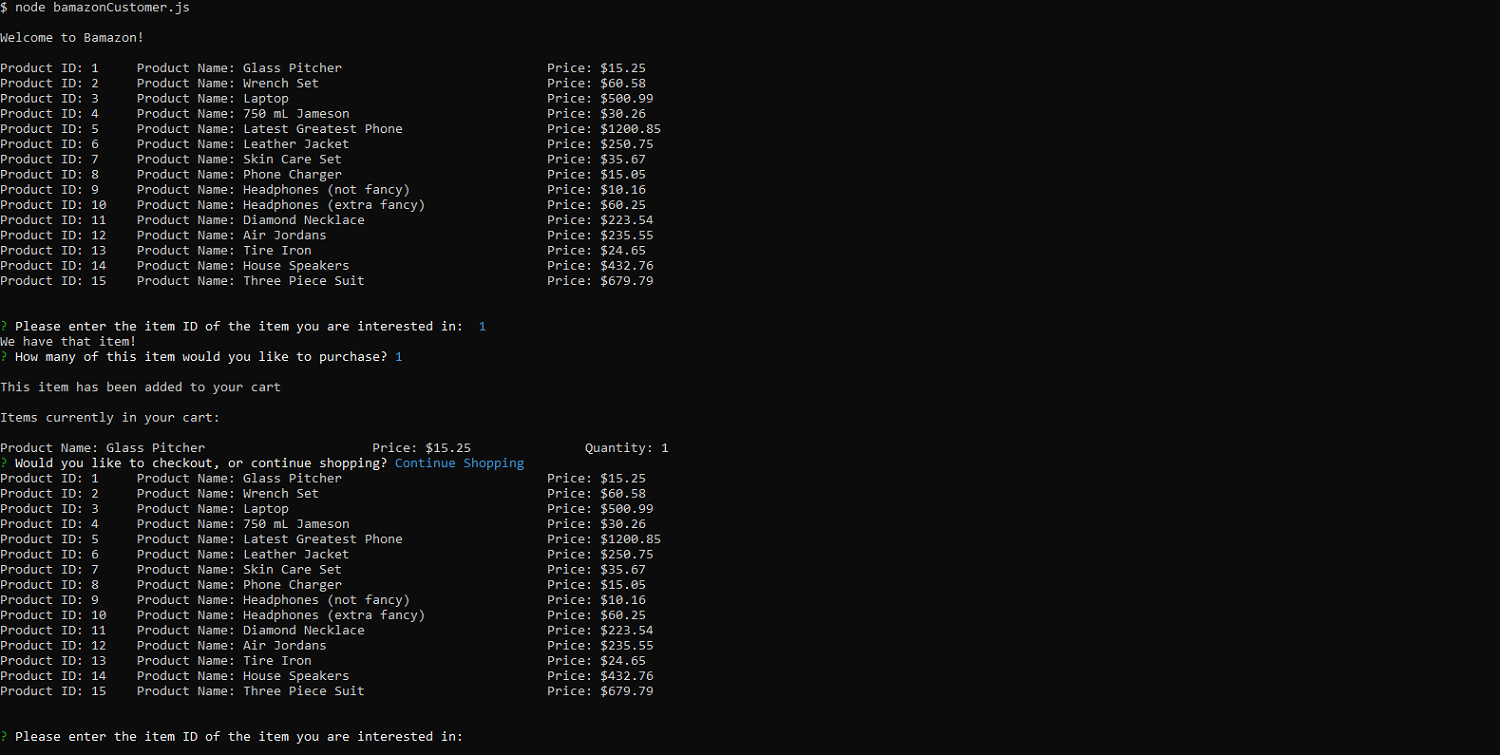 $ node bamazonCustomer.js
Welcome to Bamazon!
Product ID: 1 Product Name: Glass Pitcher Price: $15.25
Product ID: 2 Product Name: Wrench Set Price: $60.58
Product ID: 3 Product Name: Laptop Price: $500.99
Product ID: 4 Product Name: 750 mL Jameson Price: $30.26
Product ID: 5 Product Name: Latest Greatest Phone Price: $1200.85
Product ID: 6 Product Name: Leather Jacket Price: $250.75
Product ID: 7 Product Name: Skin Care Set Price: $35.67
Product ID: 8 Product Name: Phone Charger Price: $15.05
Product ID: 9 Product Name: Headphones (not fancy) Price: $10.16
Product ID: 10 Product Name: Headphones (extra fancy) Price: $60.25
Product ID: 11 Product Name: Diamond Necklace Price: $223.54
Product ID: 12 Product Name: Air Jordans Price: $235.55
Product ID: 13 Product Name: Tire Iron Price: $24.65
Product ID: 14 Product Name: House Speakers Price: $432.76
Product ID: 15 Product Name: Three Piece Suit Price: $679.79
? Please enter the item ID of the item you are interested in: 1
We have that item!
? How many of this item would you like to purchase? 1
This item has been added to your cart
Items currently in your cart:
Product Name: Glass Pitcher Price: $15.25 Quantity: 1
? Would you like to checkout, or continue shopping? Continue Shopping
Product ID: 1 Product Name: Glass Pitcher Price: $15.25
Product ID: 2 Product Name: Wrench Set Price: $60.58
Product ID: 3 Product Name: Laptop Price: $500.99
Product ID: 4 Product Name: 750 mL Jameson Price: $30.26
Product ID: 5 Product Name: Latest Greatest Phone Price: $1200.85
Product ID: 6 Product Name: Leather Jacket Price: $250.75
Product ID: 7 Product Name: Skin Care Set Price: $35.67
Product ID: 8 Product Name: Phone Charger Price: $15.05
Product ID: 9 Product Name: Headphones (not fancy) Price: $10.16
Product ID: 10 Product Name: Headphones (extra fancy) Price: $60.25
Product ID: 11 Product Name: Diamond Necklace Price: $223.54
Product ID: 12 Product Name: Air Jordans Price: $235.55
Product ID: 13 Product Name: Tire Iron Price: $24.65
Product ID: 14 Product Name: House Speakers Price: $432.76
Product ID: 15 Product Name: Three Piece Suit Price: $679.79
? Please enter the item ID of the item you are interested in: